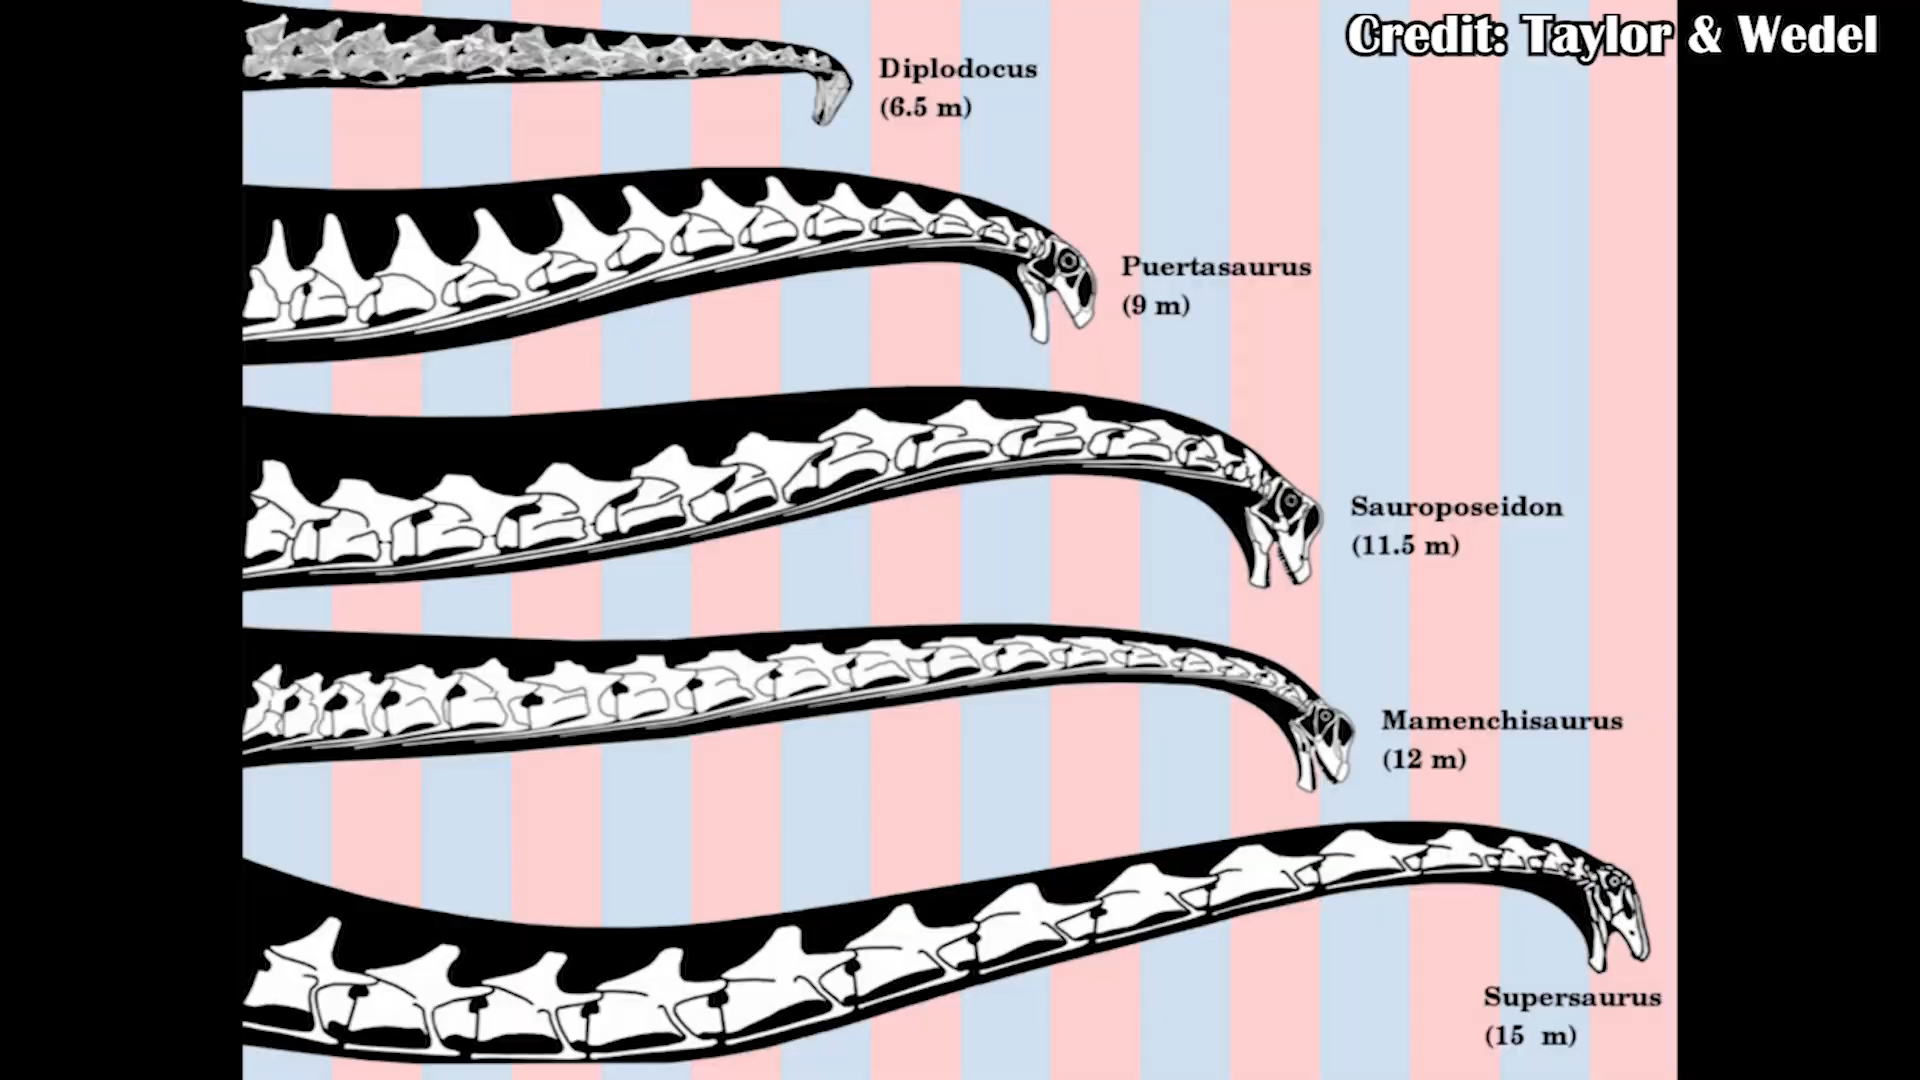 Credit: Taylor & Wedel
Diplodocus
(6.5 m)
Puertasaurus
(9 m)
Sauroposeidon
(11.5 m)
Mamenchisaurus
(12 m)
Supersaurus
(15 m)